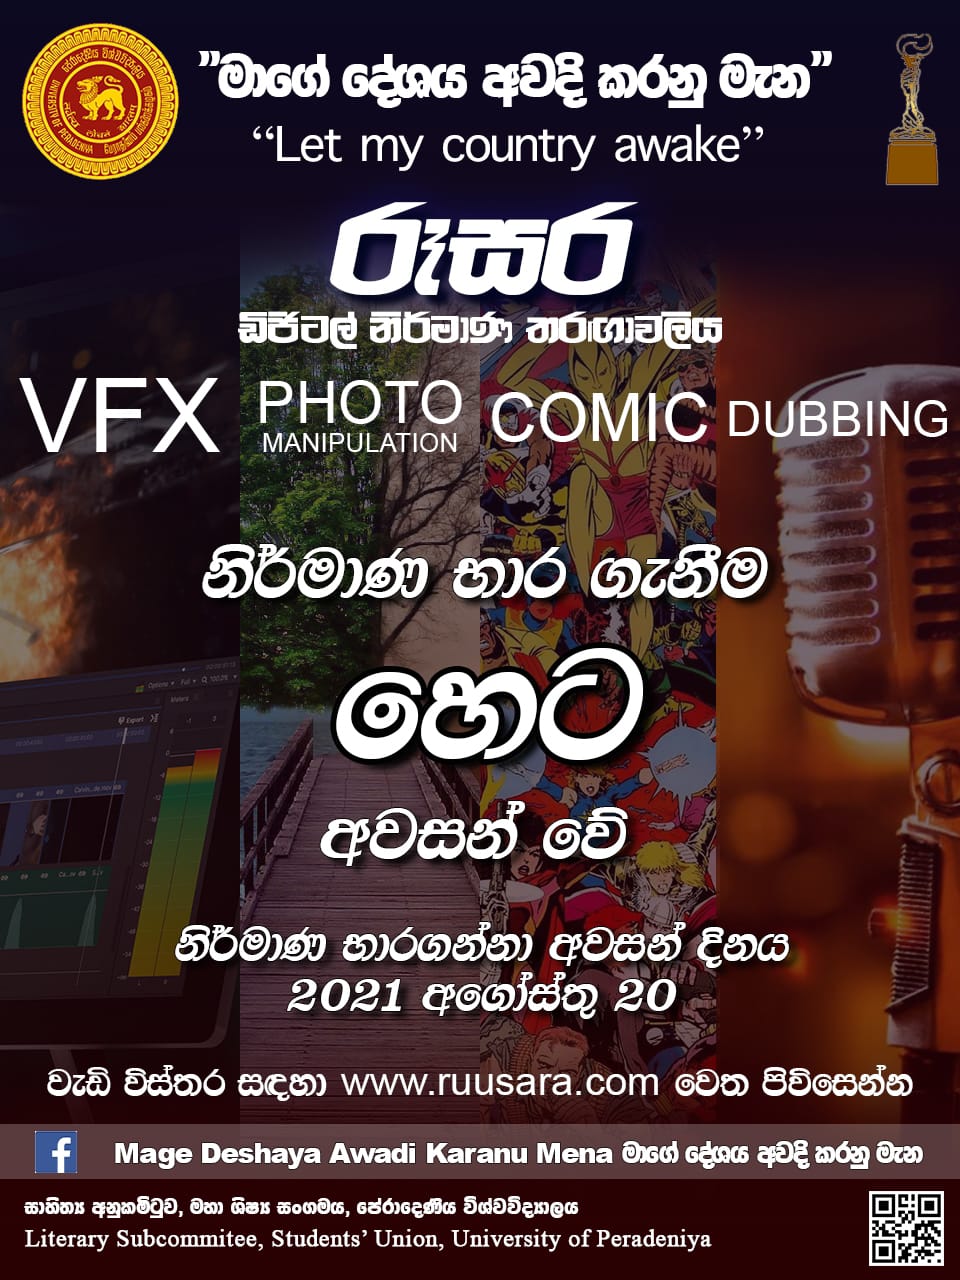 "මාගේ දේශය අවදි කරනු මැන"
“Let my country awake”
රූසර
ඩිජිටල් නිර්මාණ තරඟාවලිය
VFX
PHOTO
MANIPULATION
COMIC
DUBBING
නිර්මාණ භාර ගැනීම
හෙට
අවසන් වේ
නිර්මාණ භාරගන්නා අවසන් දිනය
2021 අගෝස්තු 20
වැඩි විස්තර සඳහා www.ruusara.com වෙත පිවිසෙන්න
Mage Deshaya Awadi Karanu Mena මාගේ දේශය අවදි කරනු මැන
සාහිත්‍ය අනුකමිටුව, මහා ශිෂ්‍ය සංගමය, පේරාදෙණිය විශ්වවිද්‍යාලය
Literary Subcommitee, Students’ Union, University of Peradeniya